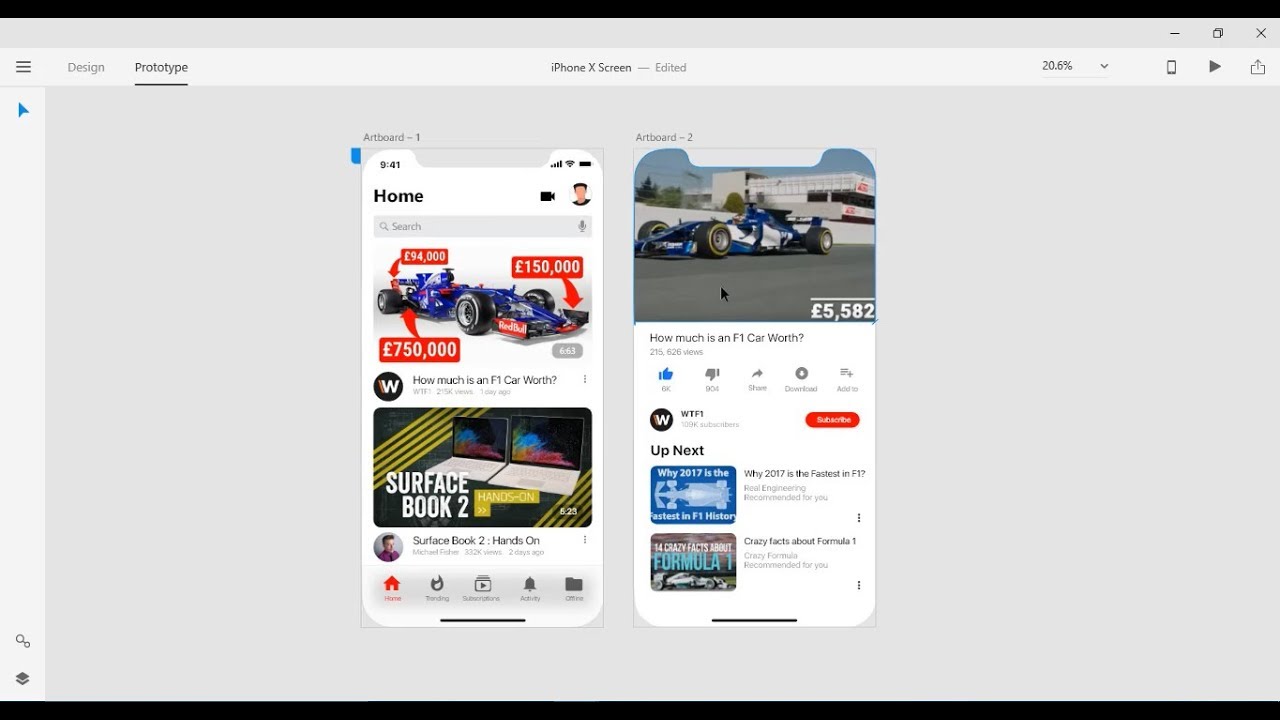 Design
Prototype
iPhone X Screen — Edited
20.6%
Artboard – 1
9:41
Home
Search
£94,000
£150,000
RedBull
£750,000
6:63
W
How much is an F1 Car Worth?
WTF1 215K views 1 day ago
SURFACE
BOOK 2
HANDS-ON
>>
5:23
Surface Book 2 : Hands On
Michael Fisher 332K views 2 days ago
Home
Trending
Subscriptions
Activity
Offline
Artboard – 2
£5,582
How much is an F1 Car Worth?
215, 626 views
6K
904
Share
Download
Add to
W
WTF1
109K subscribers
Subscribe
Up Next
Why 2017 is the
Fastest in F1 History
Why 2017 is the Fastest in F1?
Real Engineering
Recommended for you
14 CRAZY FACTS ABOUT
FORMULA 1
Crazy facts about Formula 1
Crazy Formula
Recommended for you